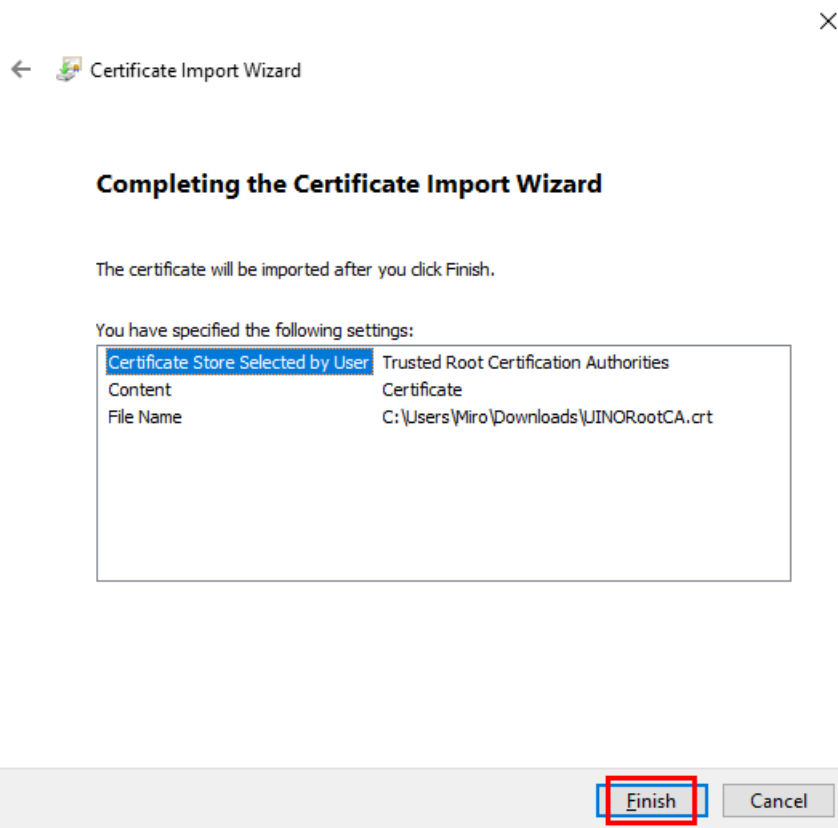 Certificate Import Wizard
Completing the Certificate Import Wizard
The certificate will be imported after you click Finish.
You have specified the following settings:
Certificate Store Selected by User Trusted Root Certification Authorities
Content Certificate
File Name C:\Users\Miro\Downloads\UINORootCA.crt
Finish Cancel